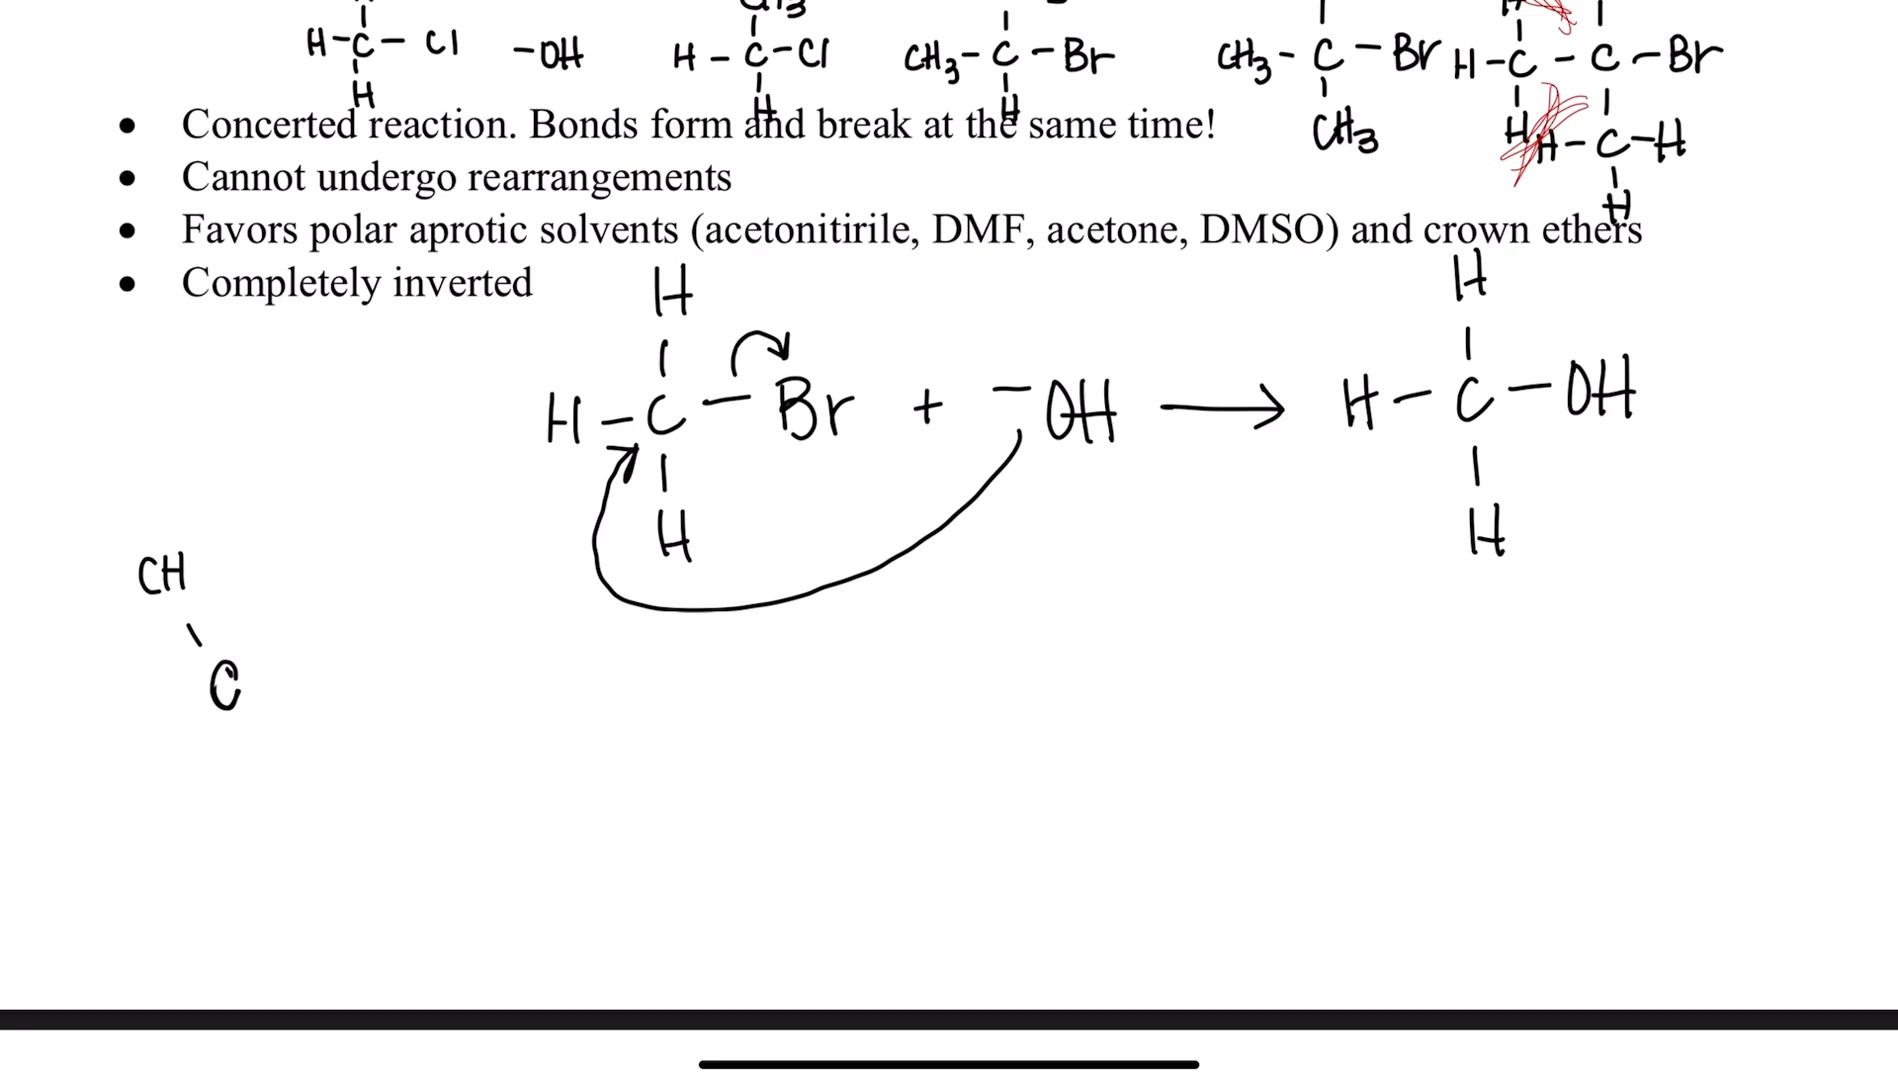 CH3
H-C-Cl -OH H-C-Cl CH3-C-Br CH3-C-Br H-C-C-Br
H H H CH3 H H-C-H
H
• Concerted reaction. Bonds form and break at the same time!
• Cannot undergo rearrangements
• Favors polar aprotic solvents (acetonitirile, DMF, acetone, DMSO) and crown ethers
• Completely inverted
H H
H-C-Br + -OH → H-C-OH
H H
CH
C